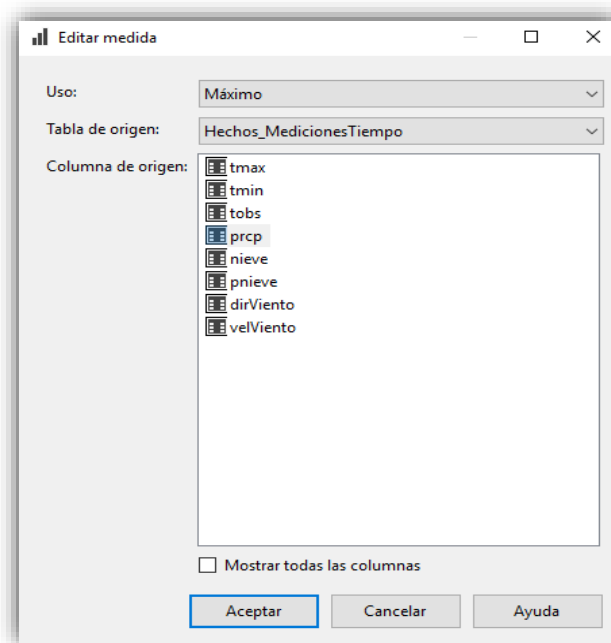 Editar medida
Uso: Máximo
Tabla de origen: Hechos_MedicionesTiempo
Columna de origen: tmax
tmin
tobs
prcp
nieve
pnieve
dirViento
velViento
Mostrar todas las columnas
Aceptar Cancelar Ayuda